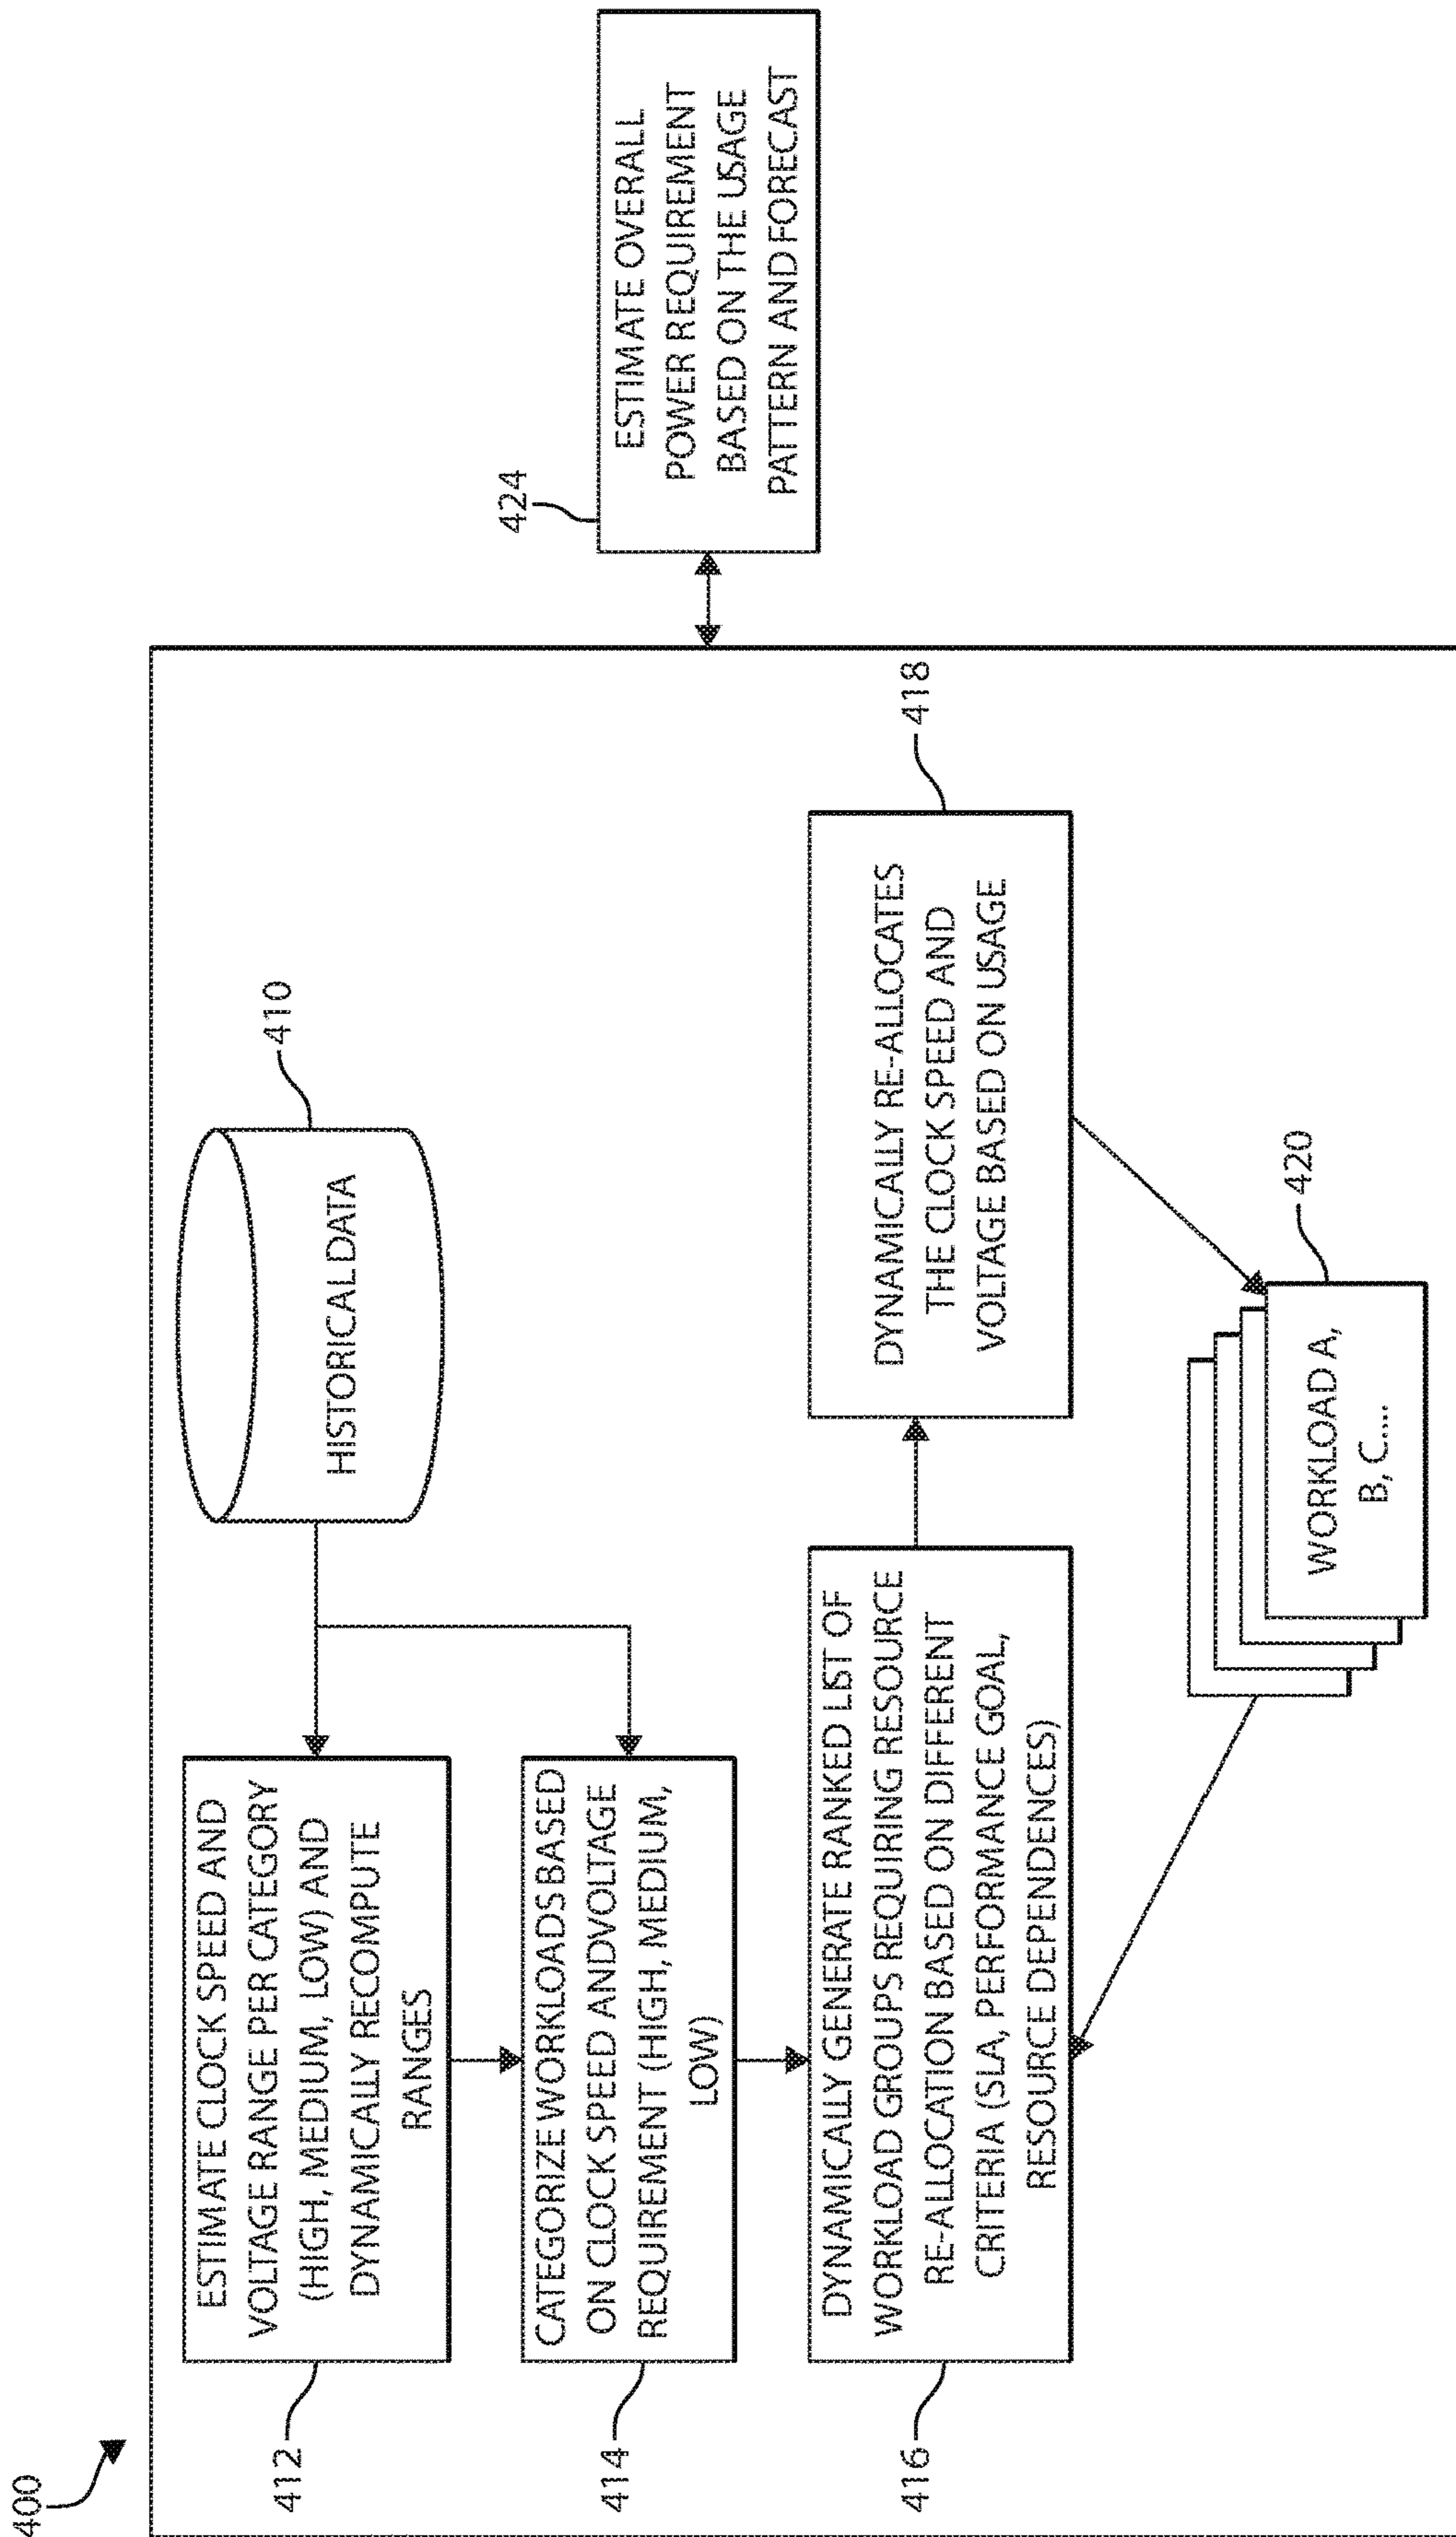 400
410
HISTORICAL DATA
412
ESTIMATE CLOCK SPEED AND
VOLTAGE RANGE PER CATEGORY
(HIGH, MEDIUM, LOW) AND
DYNAMICALLY RECOMPUTE
RANGES
414
CATEGORIZE WORKLOADS BASED
ON CLOCK SPEED ANDVOLTAGE
REQUIREMENT (HIGH, MEDIUM,
LOW)
416
DYNAMICALLY GENERATE RANKED LIST OF
WORKLOAD GROUPS REQUIRING RESOURCE
RE-ALLOCATION BASED ON DIFFERENT
CRITERIA (SLA, PERFORMANCE GOAL,
RESOURCE DEPENDENCES)
418
DYNAMICALLY RE-ALLOCATES
THE CLOCK SPEED AND
VOLTAGE BASED ON USAGE
420
WORKLOAD A,
B, C....
424
ESTIMATE OVERALL
POWER REQUIREMENT
BASED ON THE USAGE
PATTERN AND FORECAST